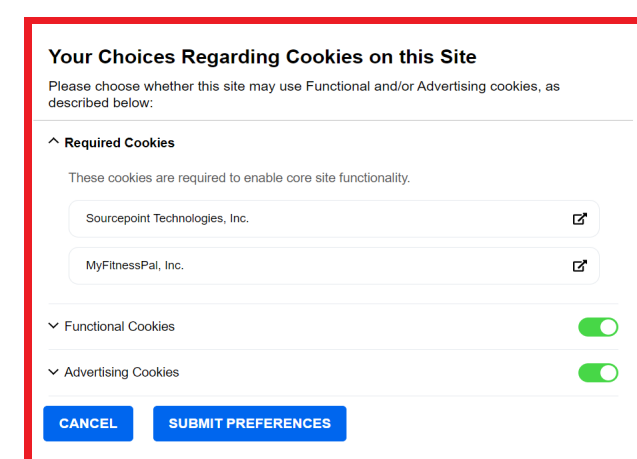 Your Choices Regarding Cookies on this Site
Please choose whether this site may use Functional and/or Advertising cookies, as
described below:
Required Cookies
These cookies are required to enable core site functionality.
Sourcepoint Technologies, Inc.
MyFitnessPal, Inc.
Functional Cookies
Advertising Cookies
CANCEL SUBMIT PREFERENCES